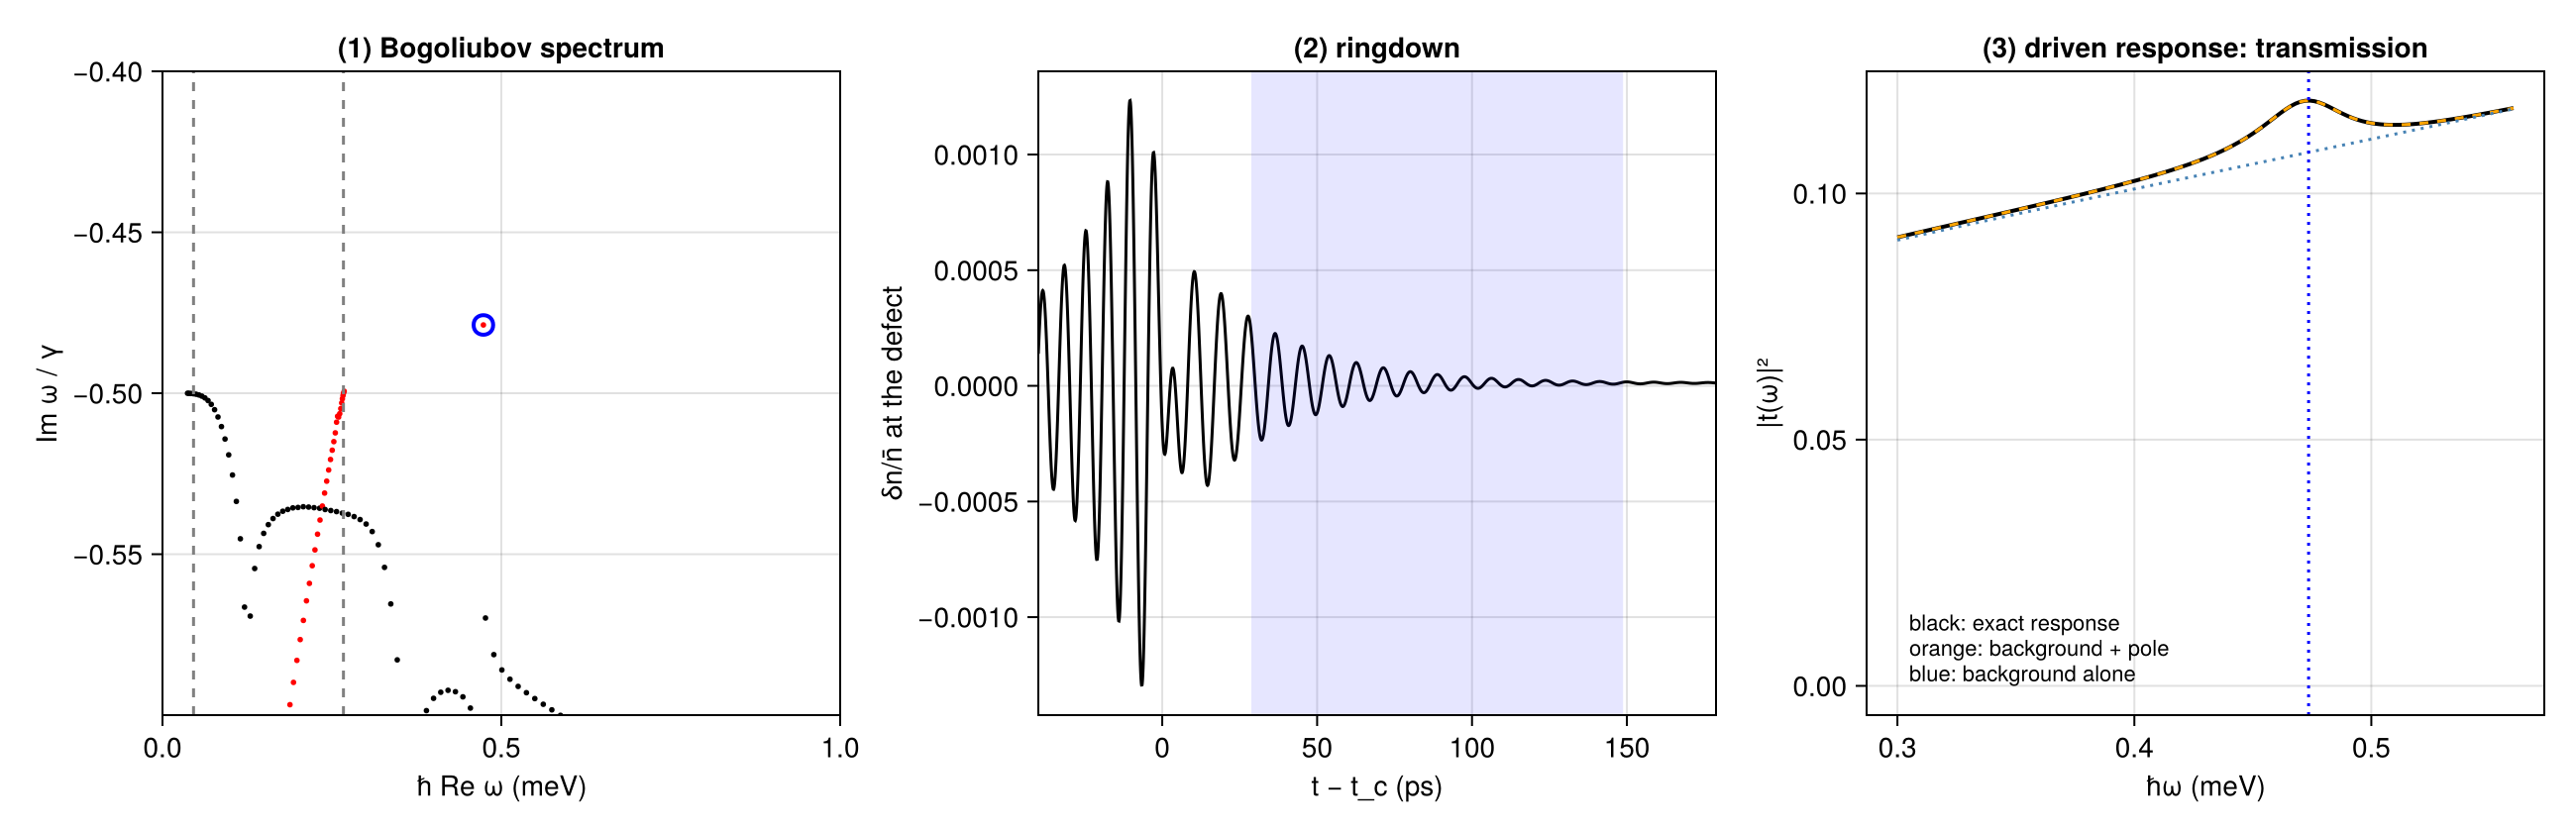 (1) Bogoliubov spectrum
−0.40
−0.45
−0.50
−0.55
Im ω / γ
0.0
0.5
1.0
ħ Re ω (meV)
(2) ringdown
0.0010
0.0005
0.0000
−0.0005
−0.0010
δn/n̄ at the defect
0
50
100
150
t − t_c (ps)
(3) driven response: transmission
0.10
0.05
0.00
|t(ω)|²
black: exact response
orange: background + pole
blue: background alone
0.3
0.4
0.5
ħω (meV)